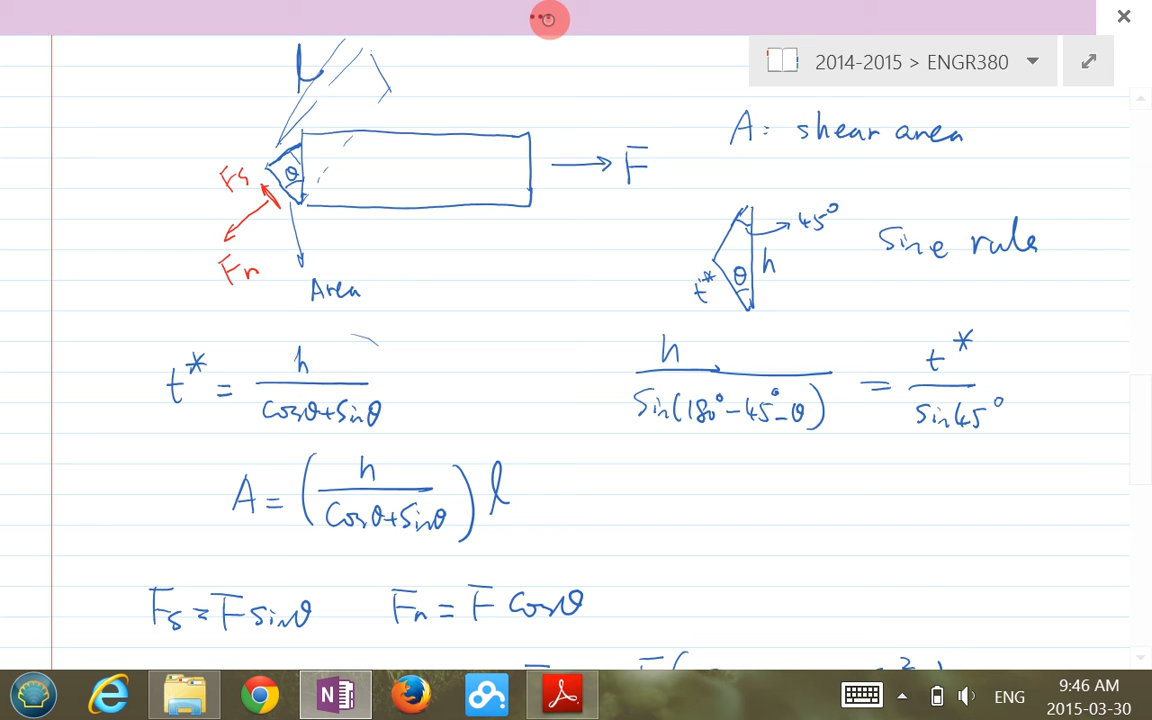 2014-2015 > ENGR380
l
A: shear area
θ
F
Fs
Fn
Area
45°
h
θ
t*
Sine rule
t* = h / (cosθ+sinθ)
h / Sin(180°-45°-θ) = t* / sin45°
A = ( h / (cosθ+sinθ) ) l
Fs = F sinθ Fn = F cosθ
ENG
9:46 AM
2015-03-30